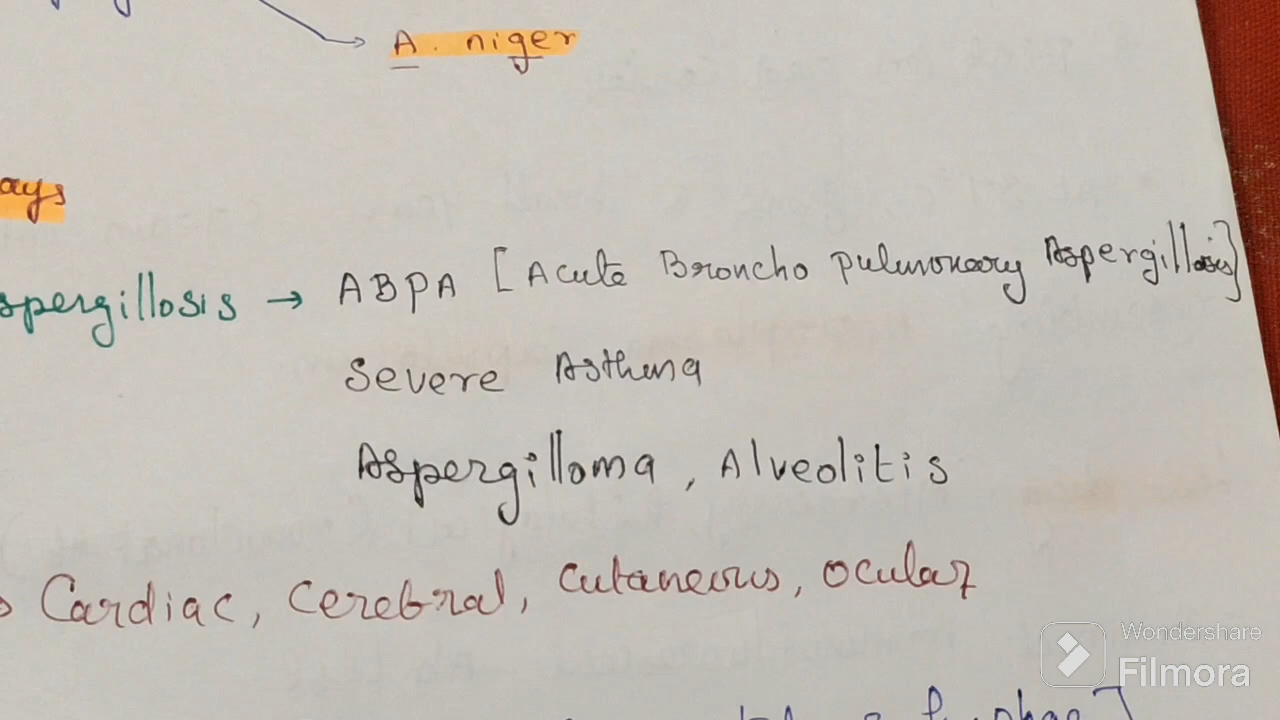 A. niger
ays
spergillosis → ABPA [Acute Broncho pulmonary Aspergillosis]
Severe Asthma
Aspergilloma, Alveolitis
Cardiac, Cerebral, Cutaneous, Ocular
Wondershare
Filmora